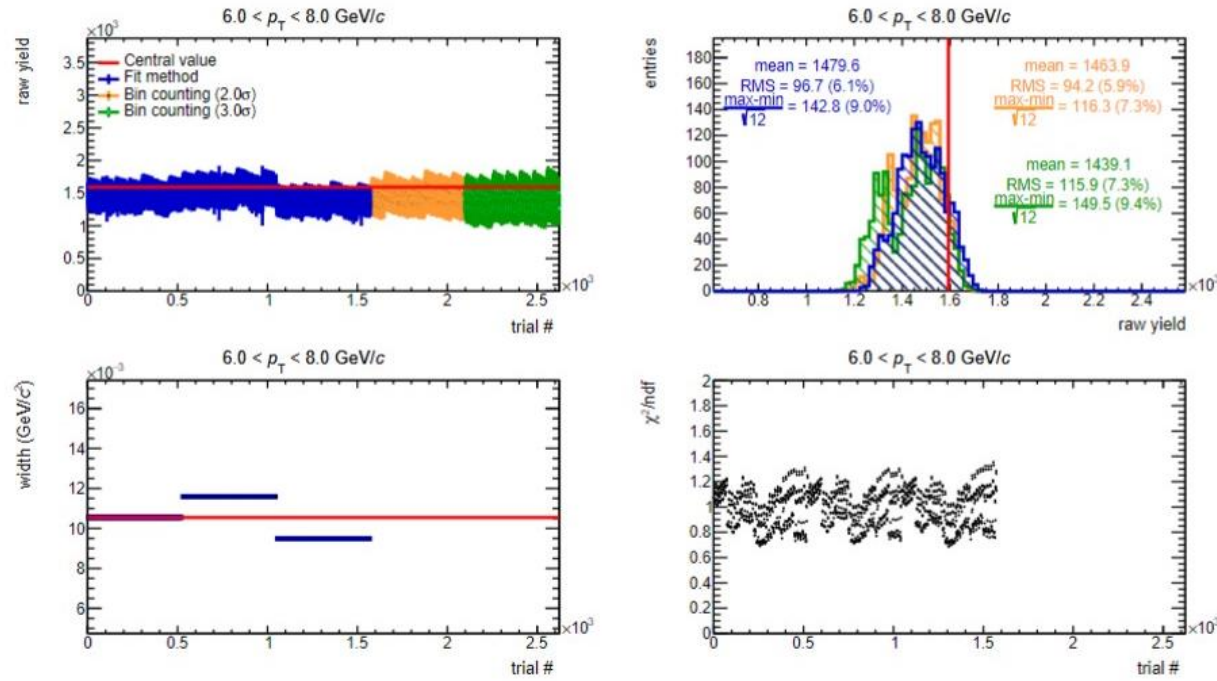 6.0 < p_T < 8.0 GeV/c
×10³
raw yield
3.5
3
2.5
2
1.5
1
0.5
0
Central value
Fit method
Bin counting (2.0σ)
Bin counting (3.0σ)
0 0.5 1 1.5 2 2.5 ×10³
trial #
6.0 < p_T < 8.0 GeV/c
entries
180
160
140
120
100
80
60
40
20
0
mean = 1479.6
RMS = 96.7 (6.1%)
max-min/√12 = 142.8 (9.0%)
mean = 1463.9
RMS = 94.2 (5.9%)
max-min/√12 = 116.3 (7.3%)
mean = 1439.1
RMS = 115.9 (7.3%)
max-min/√12 = 149.5 (9.4%)
0.8 1 1.2 1.4 1.6 1.8 2 2.2 2.4 ×10³
raw yield
6.0 < p_T < 8.0 GeV/c
×10⁻³
width (GeV/c²)
16
14
12
10
8
6
0 0.5 1 1.5 2 2.5 ×10³
trial #
6.0 < p_T < 8.0 GeV/c
χ²/ndf
2
1.8
1.6
1.4
1.2
1
0.8
0.6
0.4
0.2
0
0 0.5 1 1.5 2 2.5 ×10³
trial #